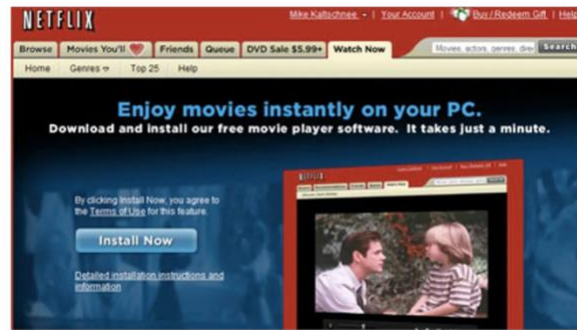 NETFLIX
Mike Kaltschnee - | Your Account | Buy/Redeem Gift | Help
Browse Movies You'll Friends Queue DVD Sale $5.99+ Watch Now Movies, actors, genres, dire Search
Home Genres Top 25 Help
Enjoy movies instantly on your PC.
Download and install our free movie player software. It takes just a minute.
By clicking Install Now, you agree to
the Terms of Use for this feature.
Install Now
Detailed installation instructions and
information
NETFLIX